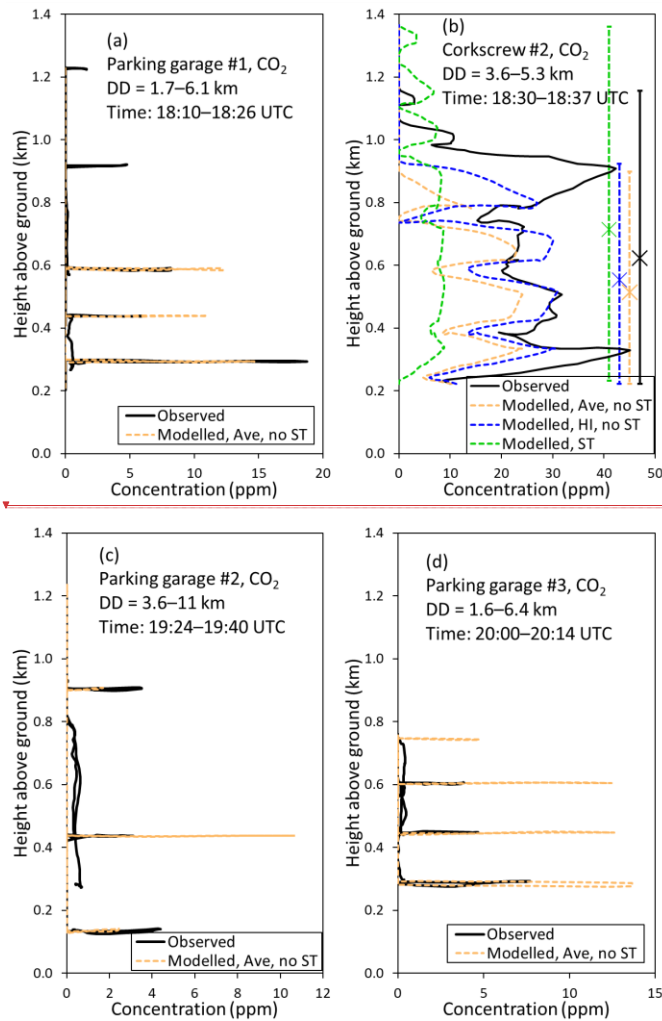 (a)
Parking garage #1, CO2
DD = 1.7–6.1 km
Time: 18:10–18:26 UTC
Height above ground (km)
1.4
1.2
1.0
0.8
0.6
0.4
0.2
0.0
Observed
Modelled, Ave, no ST
0 5 10 15 20
Concentration (ppm)
(b)
Corkscrew #2, CO2
DD = 3.6–5.3 km
Time: 18:30–18:37 UTC
Height above ground (km)
1.4
1.2
1.0
0.8
0.6
0.4
0.2
0.0
Observed
Modelled, Ave, no ST
Modelled, HI, no ST
Modelled, ST
0 10 20 30 40 50
Concentration (ppm)
(c)
Parking garage #2, CO2
DD = 3.6–11 km
Time: 19:24–19:40 UTC
Height above ground (km)
1.4
1.2
1.0
0.8
0.6
0.4
0.2
0.0
Observed
Modelled, Ave, no ST
0 2 4 6 8 10 12
Concentration (ppm)
(d)
Parking garage #3, CO2
DD = 1.6–6.4 km
Time: 20:00–20:14 UTC
Height above ground (km)
1.4
1.2
1.0
0.8
0.6
0.4
0.2
0.0
Observed
Modelled, Ave, no ST
0 5 10 15
Concentration (ppm)